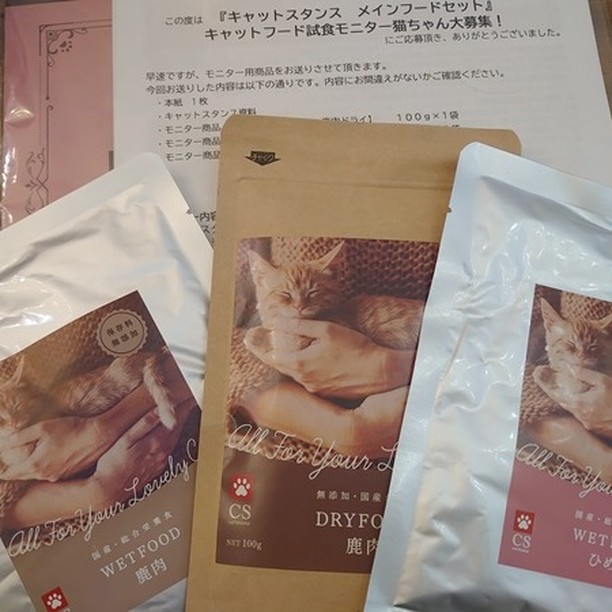 この度は 『キャットスタンス メインフードセット』
キャットフード試食モニター猫ちゃん大募集！
にご応募頂き、ありがとうございました。
早速ですが、モニター用商品をお送りさせて頂きます。
今回お送りした内容は以下の通りです。内容にお間違えがないかご確認ください。
・本紙 1枚
・キャットスタンス資料
・モニター商品 肉ドライ】 100g×1袋
・モニター商品
モニター商品
チャック
保存料
無添加
All For Your Lovely C
国産・総合栄養食
WETFOOD
鹿肉
CS
All For Your L
無添加・国産
CS
DRYFO
鹿肉
NET 100g
All For You
CS
国産・
WET
ひめ